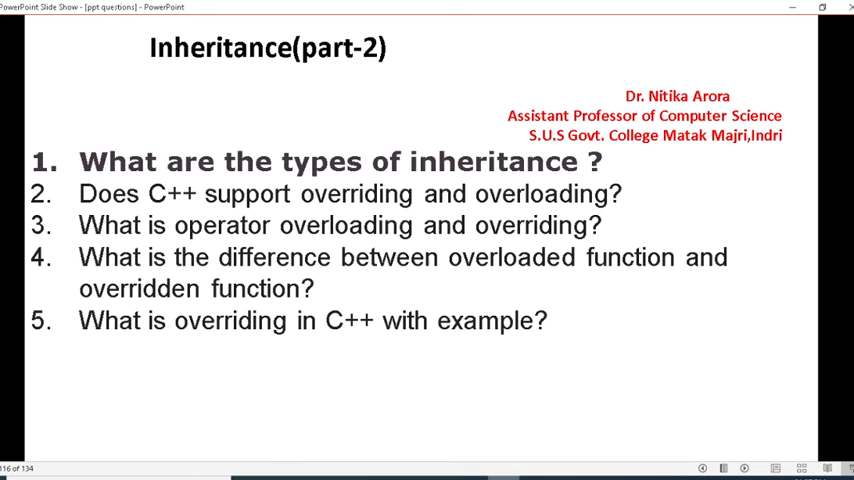 PowerPoint Slide Show - [ppt questions] - PowerPoint
Inheritance(part-2)
Dr. Nitika Arora
Assistant Professor of Computer Science
S.U.S Govt. College Matak Majri,Indri
1. What are the types of inheritance ?
2. Does C++ support overriding and overloading?
3. What is operator overloading and overriding?
4. What is the difference between overloaded function and
overridden function?
5. What is overriding in C++ with example?
116 of 134